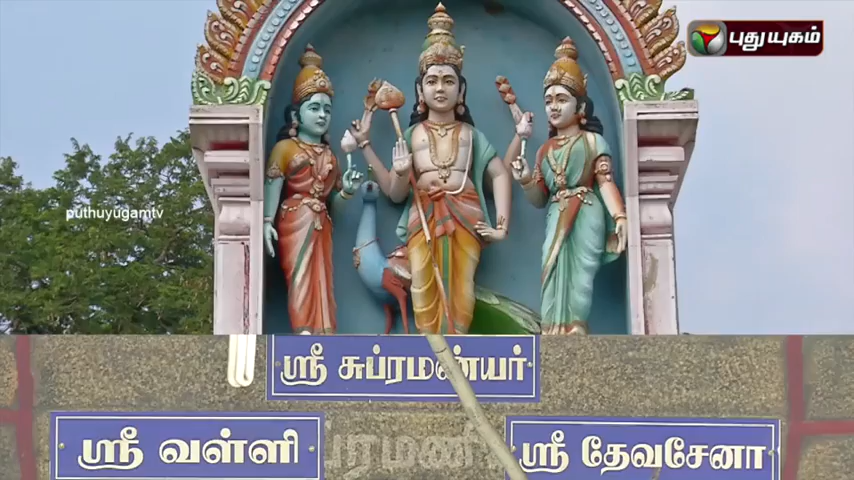 புதுயுகம்
puthuyugamtv
ஸ்ரீ சுப்ரமண்யர்
ஸ்ரீ வள்ளி
ஸ்ரீ தேவசேனா